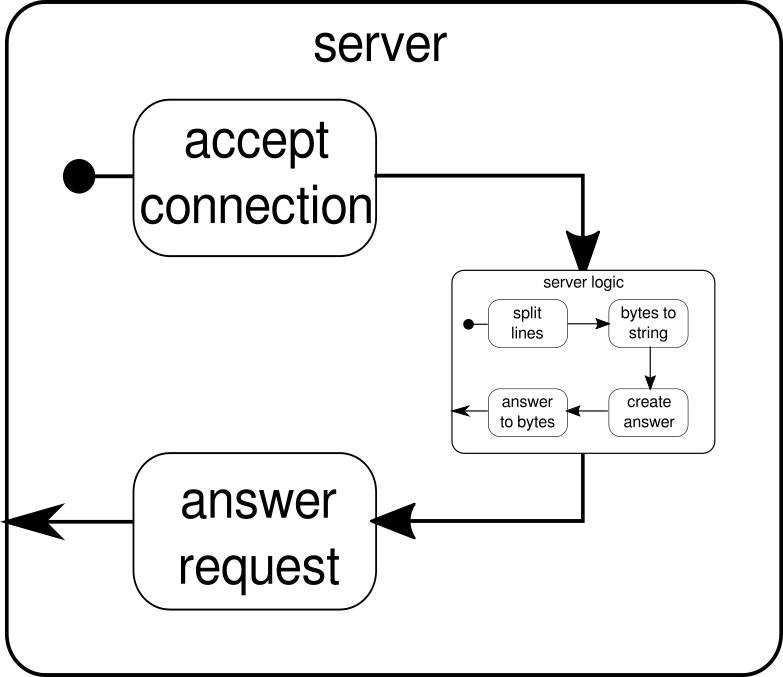 server
accept
connection
server logic
split
lines
bytes to
string
create
answer
answer
to bytes
answer
request